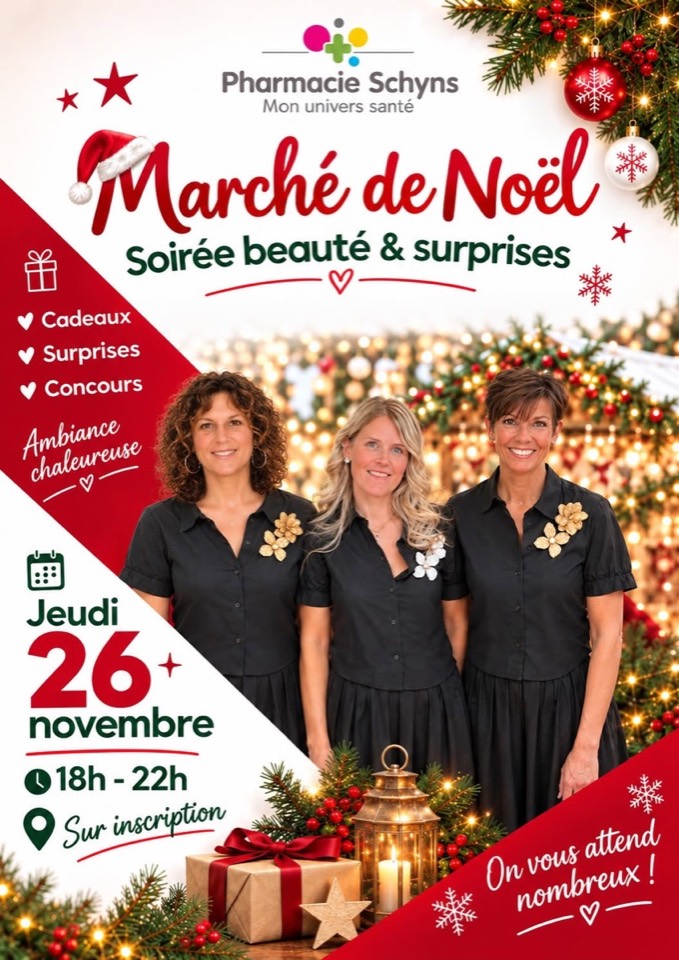 Pharmacie Schyns
Mon univers santé
Marché de Noël
Soirée beauté & surprises
Cadeaux
Surprises
Concours
Ambiance
chaleureuse
Jeudi
26
novembre
18h - 22h
Sur inscription
On vous attend
nombreux !